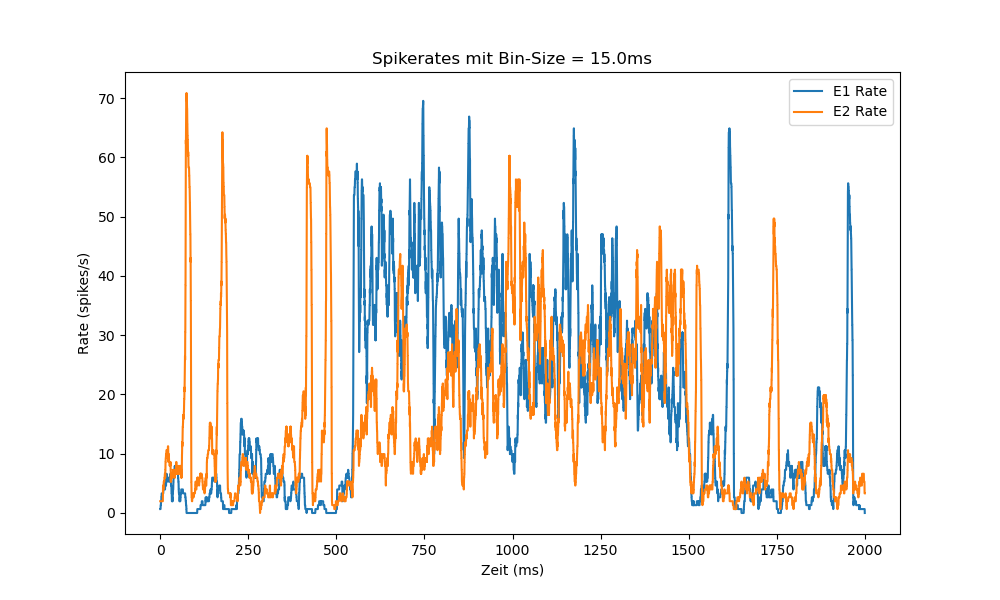 Spikerates mit Bin-Size = 15.0ms
E1 Rate
E2 Rate
70
60
50
40
30
20
10
0
Rate (spikes/s)
0 250 500 750 1000 1250 1500 1750 2000
Zeit (ms)